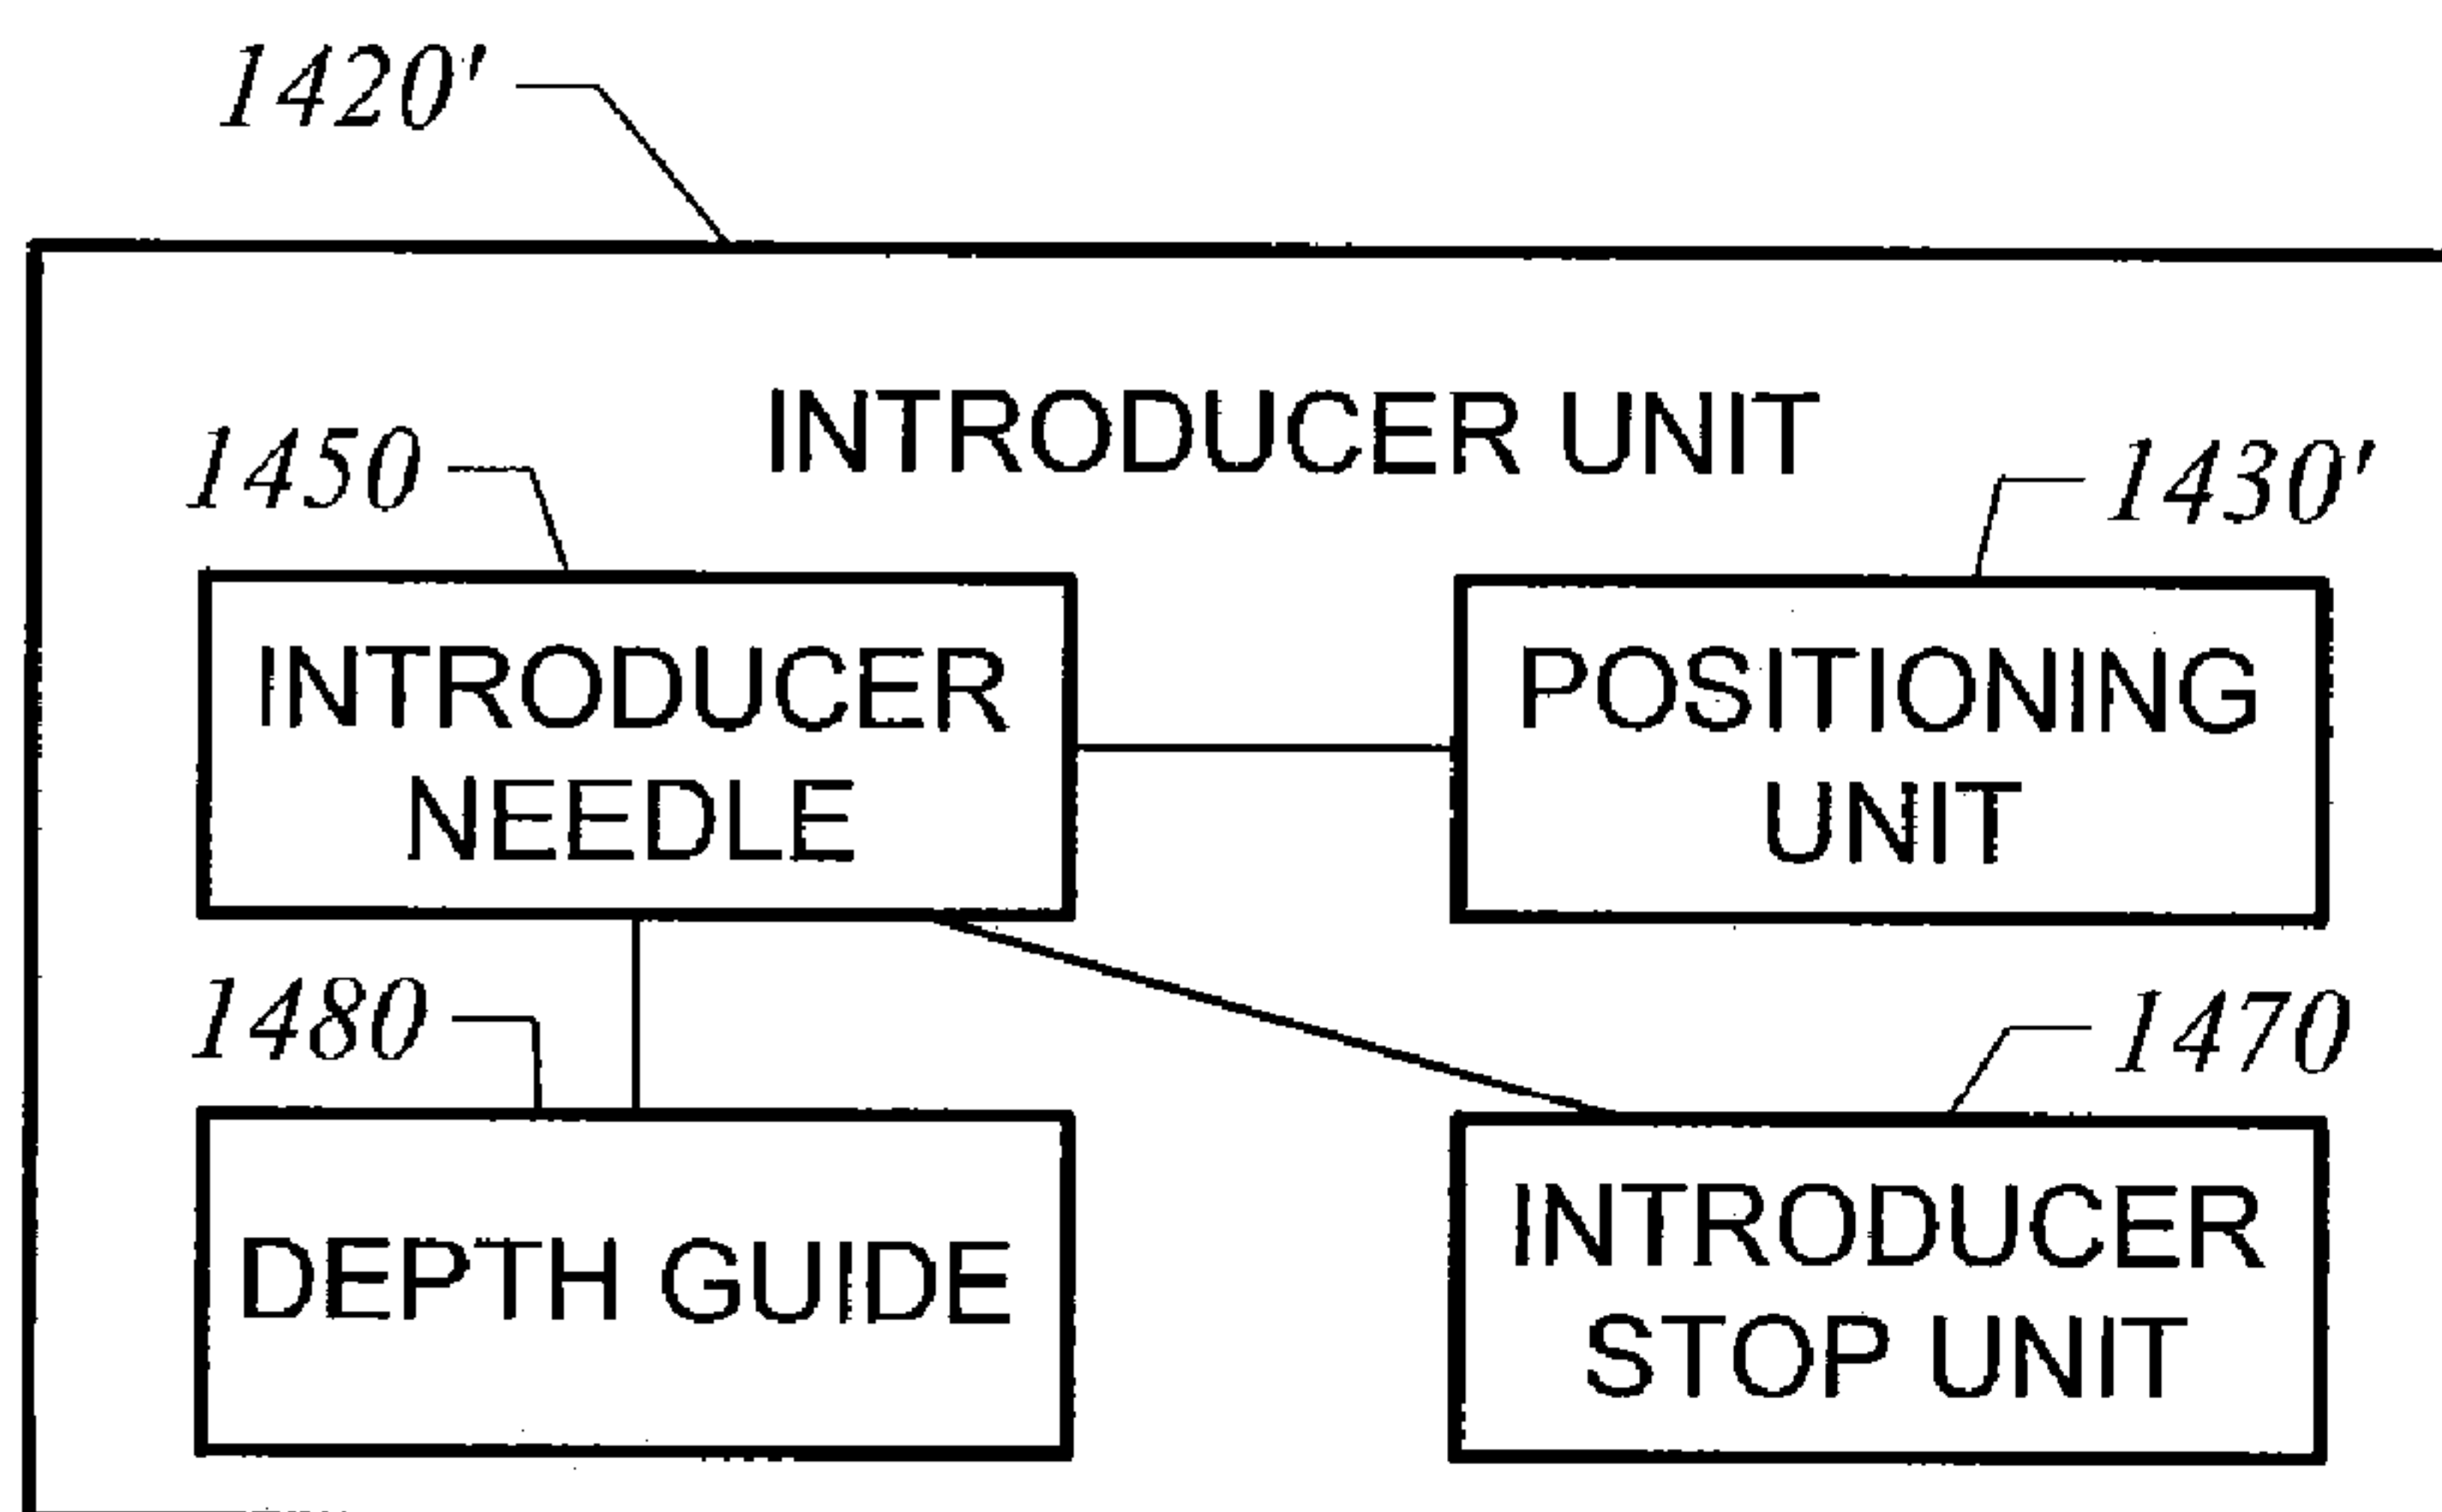 1420'
INTRODUCER UNIT
1450
1430'
INTRODUCER
NEEDLE
POSITIONING
UNIT
1480
1470
DEPTH GUIDE
INTRODUCER
STOP UNIT